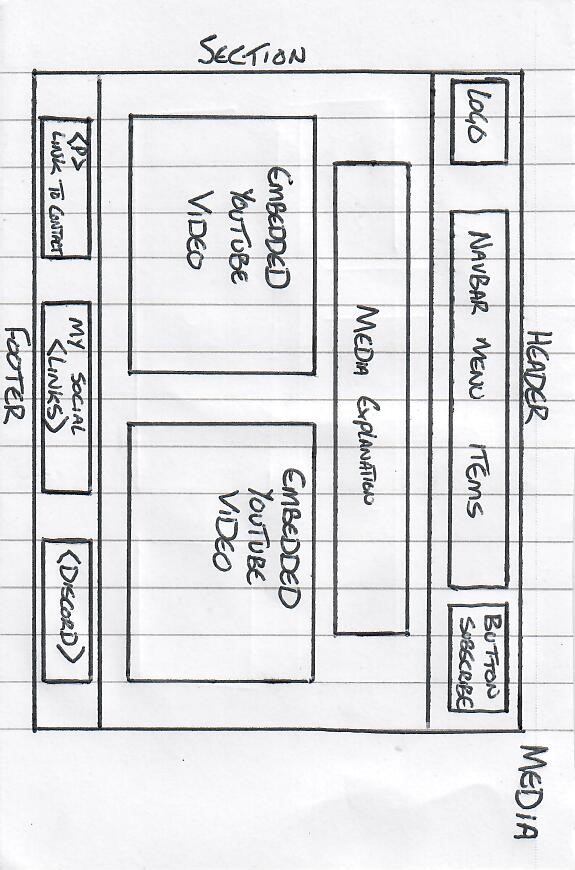 HEADER
MEDIA
LOGO
NAVBAR MENU ITEMS
BUTTON
SUBSCRIBE
MEDIA EXPLANATION
SECTION
EMBEDDED
YOUTUBE
VIDEO
EMBEDDED
YOUTUBE
VIDEO
<P>
LINK TO CONTACT
MY SOCIAL
<LINKS>
<DISCORD>
FOOTER